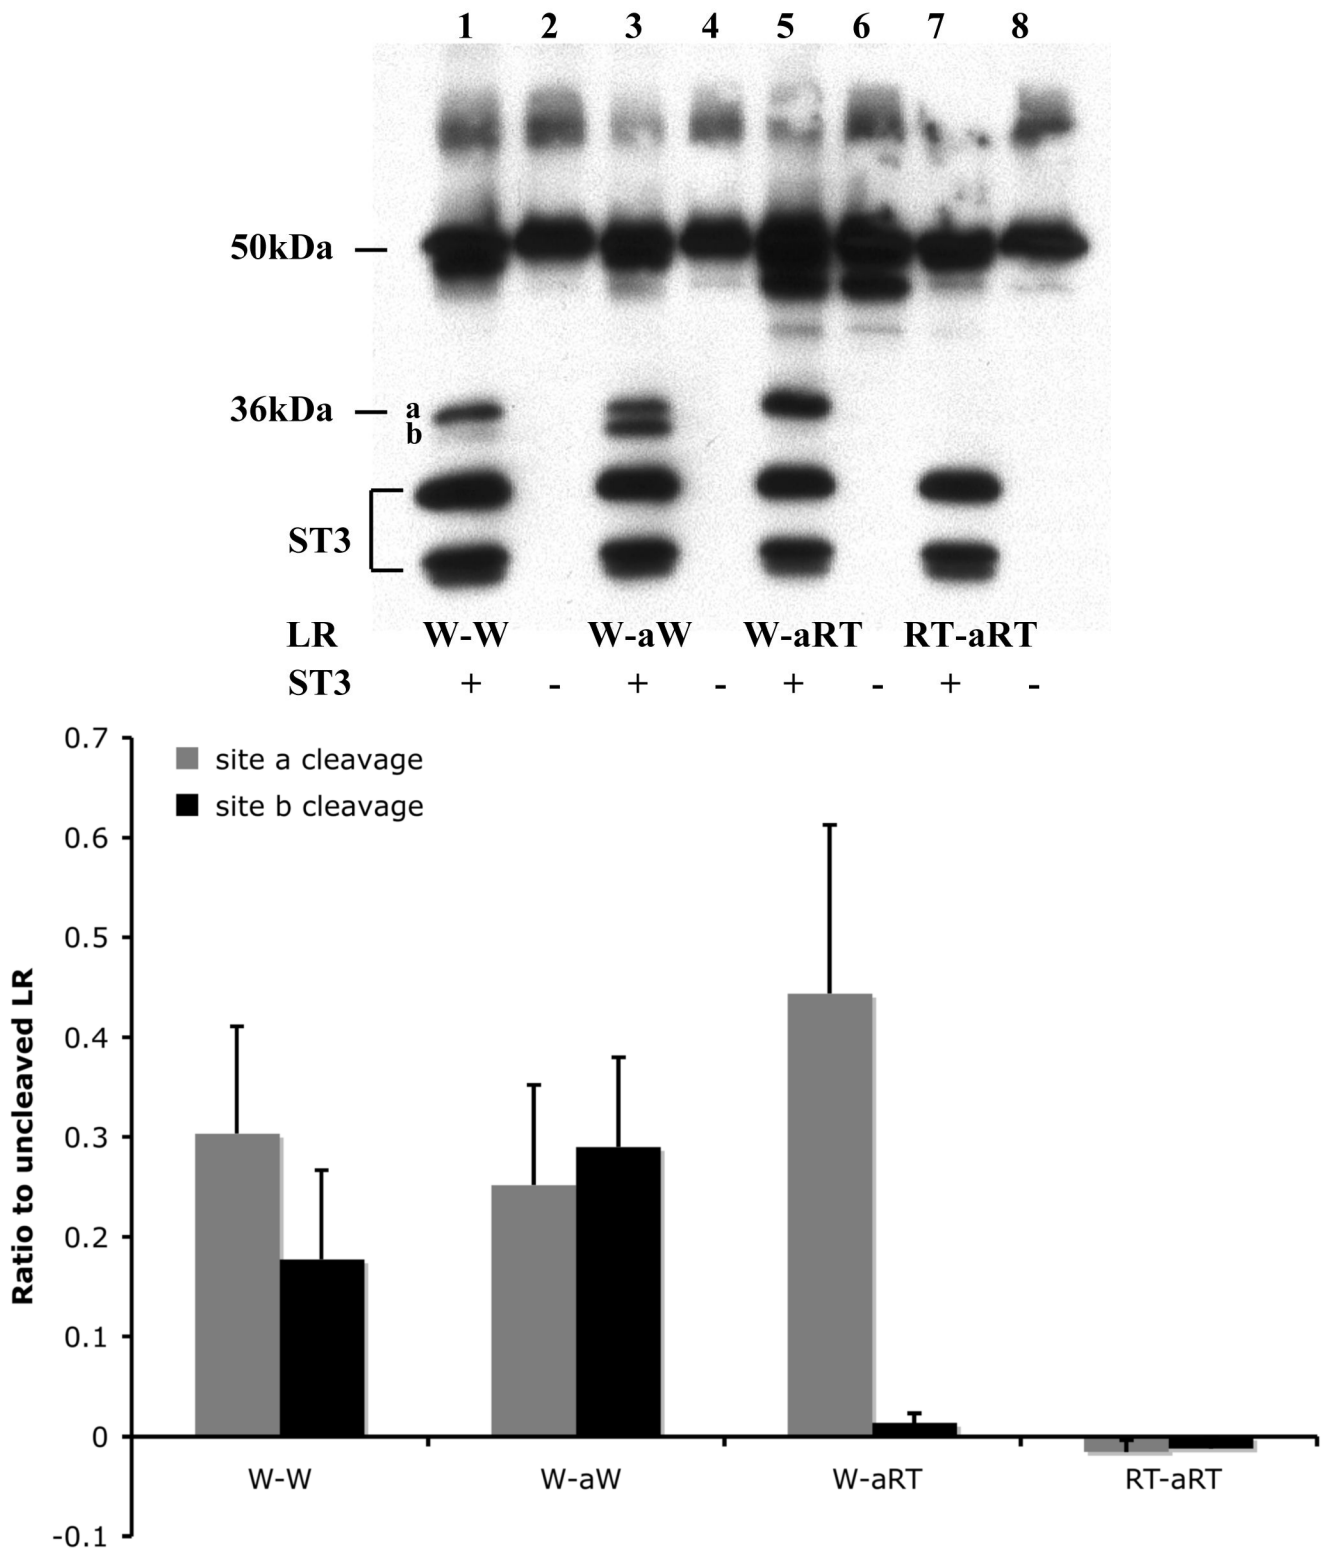 1 2 3 4 5 6 7 8
50kDa
36kDa
a
b
ST3
LR W-W W-aW W-aRT RT-aRT
ST3 + - + - + - + -
0.7
site a cleavage
site b cleavage
0.6
0.5
0.4
0.3
0.2
0.1
0
-0.1
Ratio to uncleaved LR
W-W W-aW W-aRT RT-aRT